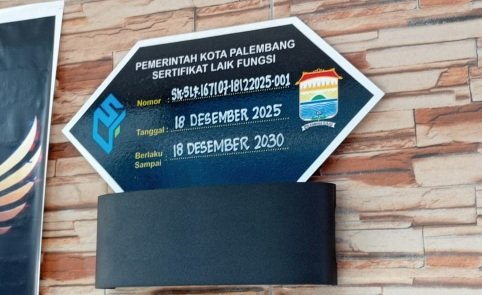 PEMERINTAH KOTA PALEMBANG
SERTIFIKAT LAIK FUNGSI
Nomor : SK-SLF-167107-18122025-001
Tanggal : 18 DESEMBER 2025
Berlaku Sampai : 18 DESEMBER 2030